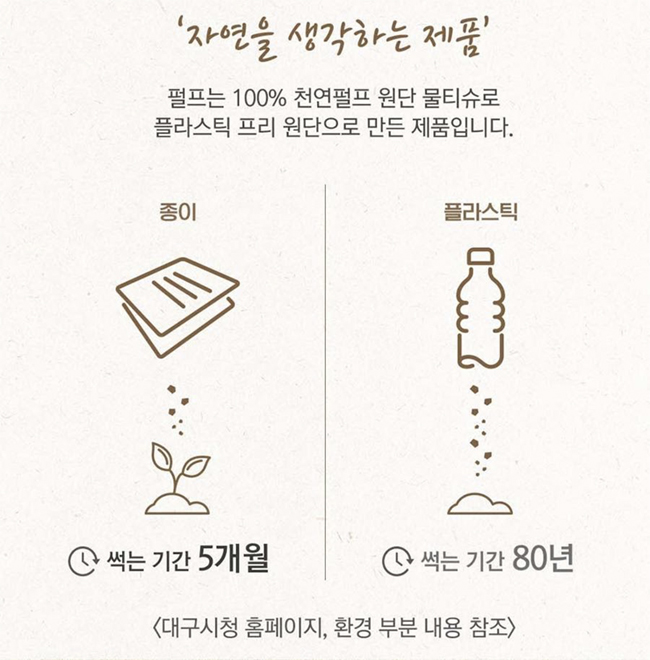 '자연을 생각하는 제품'
펄프는 100% 천연펄프 원단 물티슈로
플라스틱 프리 원단으로 만든 제품입니다.
종이
플라스틱
썩는 기간 5개월
썩는 기간 80년
<대구시청 홈페이지, 환경 부분 내용 참조>